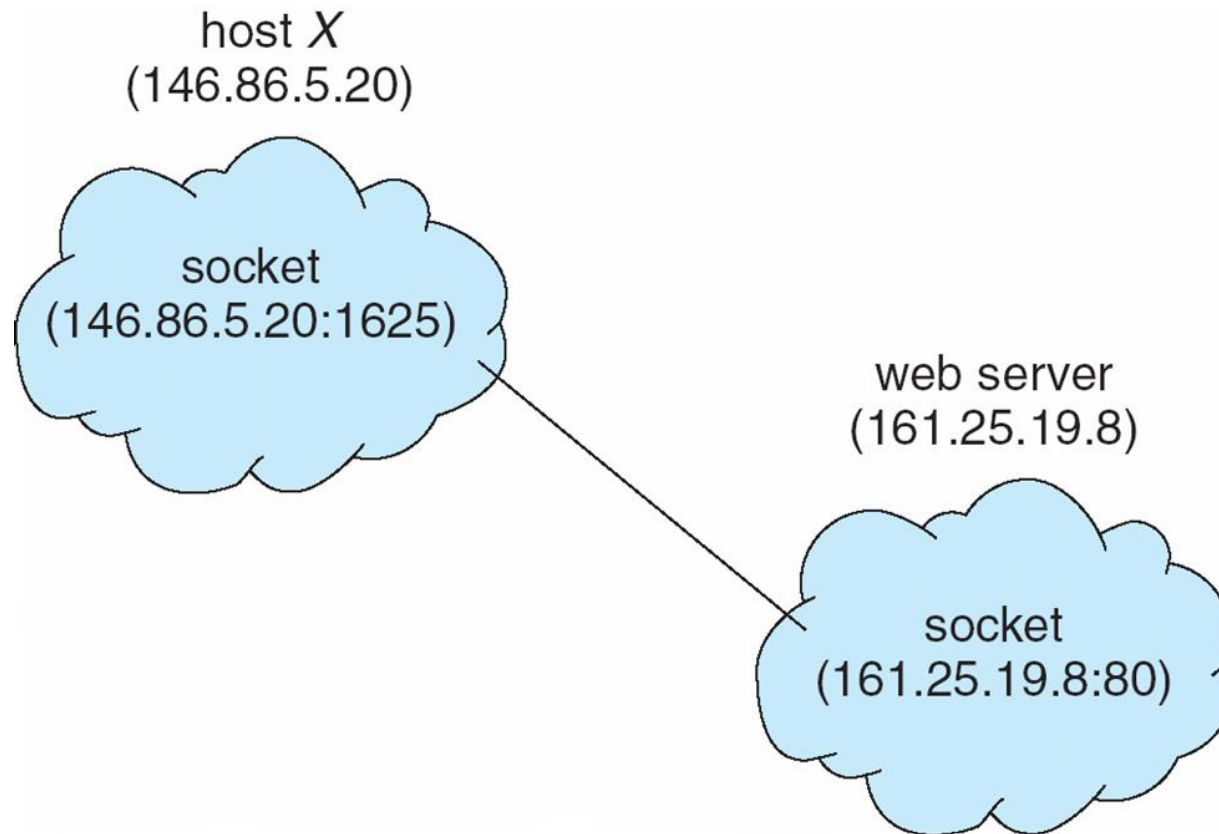 host X
(146.86.5.20)
socket
(146.86.5.20:1625)
web server
(161.25.19.8)
socket
(161.25.19.8:80)